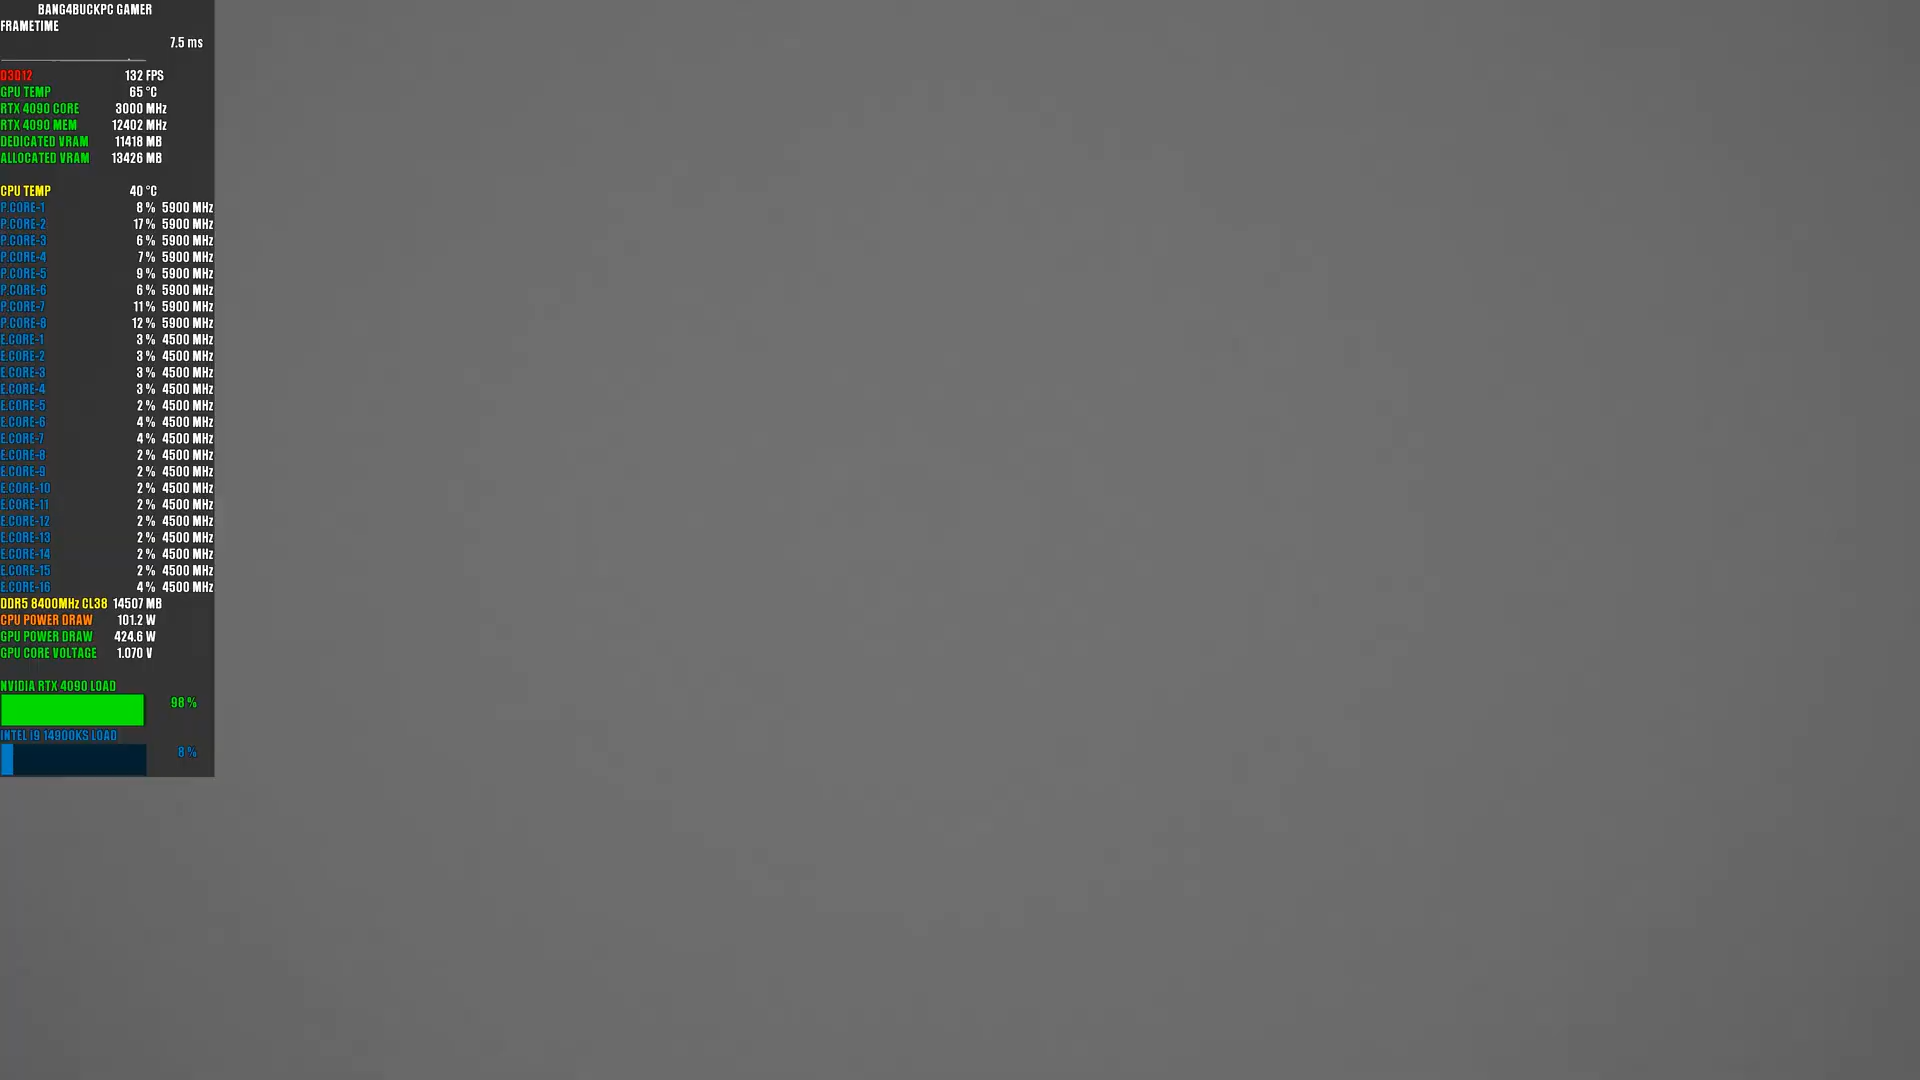 BANG4BUCKPC GAMER
FRAMETIME
7.5 ms
D3D12 132 FPS
GPU TEMP 65 °C
RTX 4090 CORE 3000 MHz
RTX 4090 MEM 12402 MHz
DEDICATED VRAM 11418 MB
ALLOCATED VRAM 13426 MB
CPU TEMP 40 °C
P.CORE-1 8 % 5900 MHz
P.CORE-2 17 % 5900 MHz
P.CORE-3 6 % 5900 MHz
P.CORE-4 7 % 5900 MHz
P.CORE-5 9 % 5900 MHz
P.CORE-6 6 % 5900 MHz
P.CORE-7 11 % 5900 MHz
P.CORE-8 12 % 5900 MHz
E.CORE-1 3 % 4500 MHz
E.CORE-2 3 % 4500 MHz
E.CORE-3 3 % 4500 MHz
E.CORE-4 3 % 4500 MHz
E.CORE-5 2 % 4500 MHz
E.CORE-6 4 % 4500 MHz
E.CORE-7 4 % 4500 MHz
E.CORE-8 2 % 4500 MHz
E.CORE-9 2 % 4500 MHz
E.CORE-10 2 % 4500 MHz
E.CORE-11 2 % 4500 MHz
E.CORE-12 2 % 4500 MHz
E.CORE-13 2 % 4500 MHz
E.CORE-14 2 % 4500 MHz
E.CORE-15 2 % 4500 MHz
E.CORE-16 4 % 4500 MHz
DDR5 8400MHz CL38 14507 MB
CPU POWER DRAW 101.2 W
GPU POWER DRAW 424.6 W
GPU CORE VOLTAGE 1.070 V
NVIDIA RTX 4090 LOAD
98 %
INTEL i9 14900KS LOAD
8 %